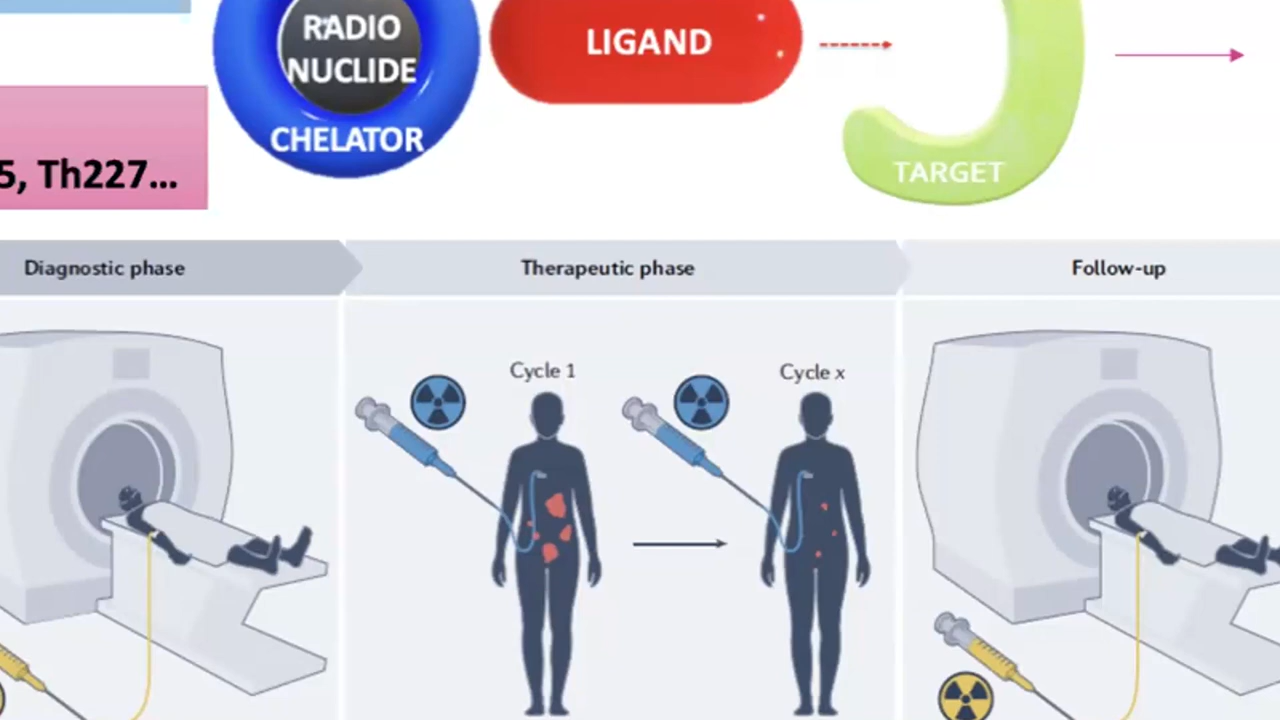 RADIO
NUCLIDE
CHELATOR
LIGAND
TARGET
5, Th227...
Diagnostic phase
Therapeutic phase
Follow-up
Cycle 1
Cycle x